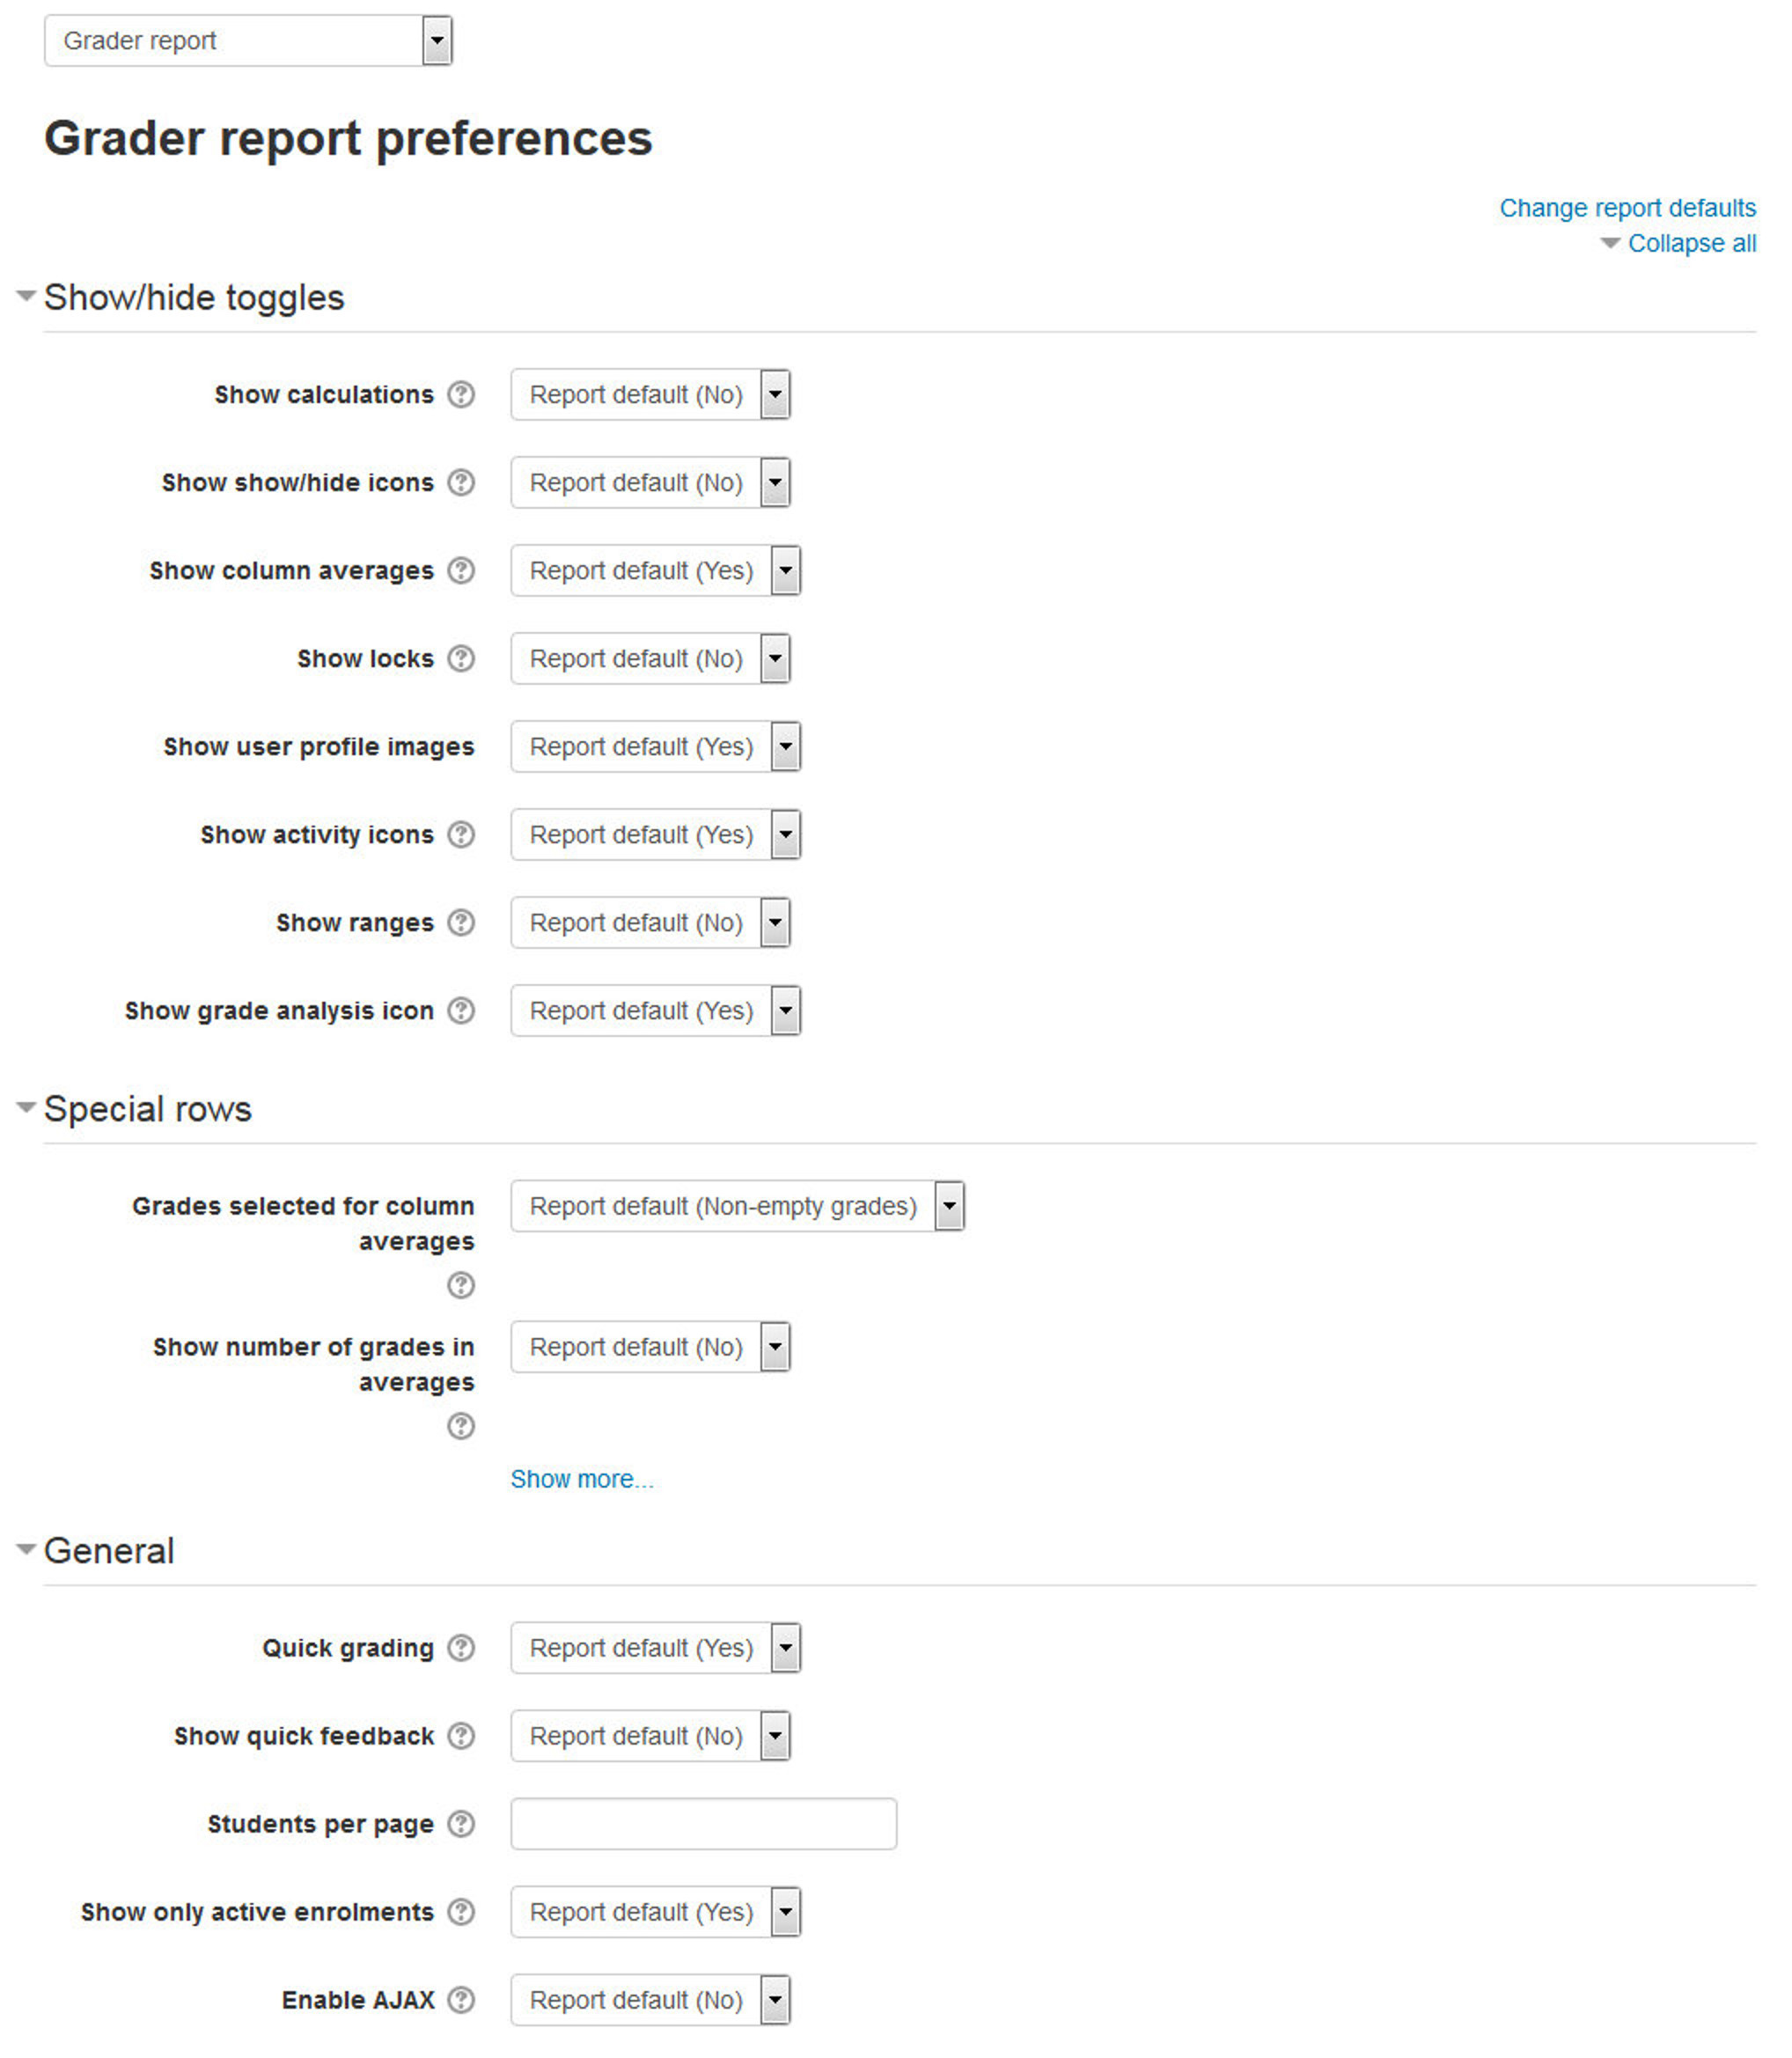 Grader report
Grader report preferences
Change report defaults
Collapse all
Show/hide toggles
Show calculations Report default (No)
Show show/hide icons Report default (No)
Show column averages Report default (Yes)
Show locks Report default (No)
Show user profile images Report default (Yes)
Show activity icons Report default (Yes)
Show ranges Report default (No)
Show grade analysis icon Report default (Yes)
Special rows
Grades selected for column Report default (Non-empty grades)
averages
Show number of grades in Report default (No)
averages
Show more...
General
Quick grading Report default (Yes)
Show quick feedback Report default (No)
Students per page
Show only active enrolments Report default (Yes)
Enable AJAX Report default (No)